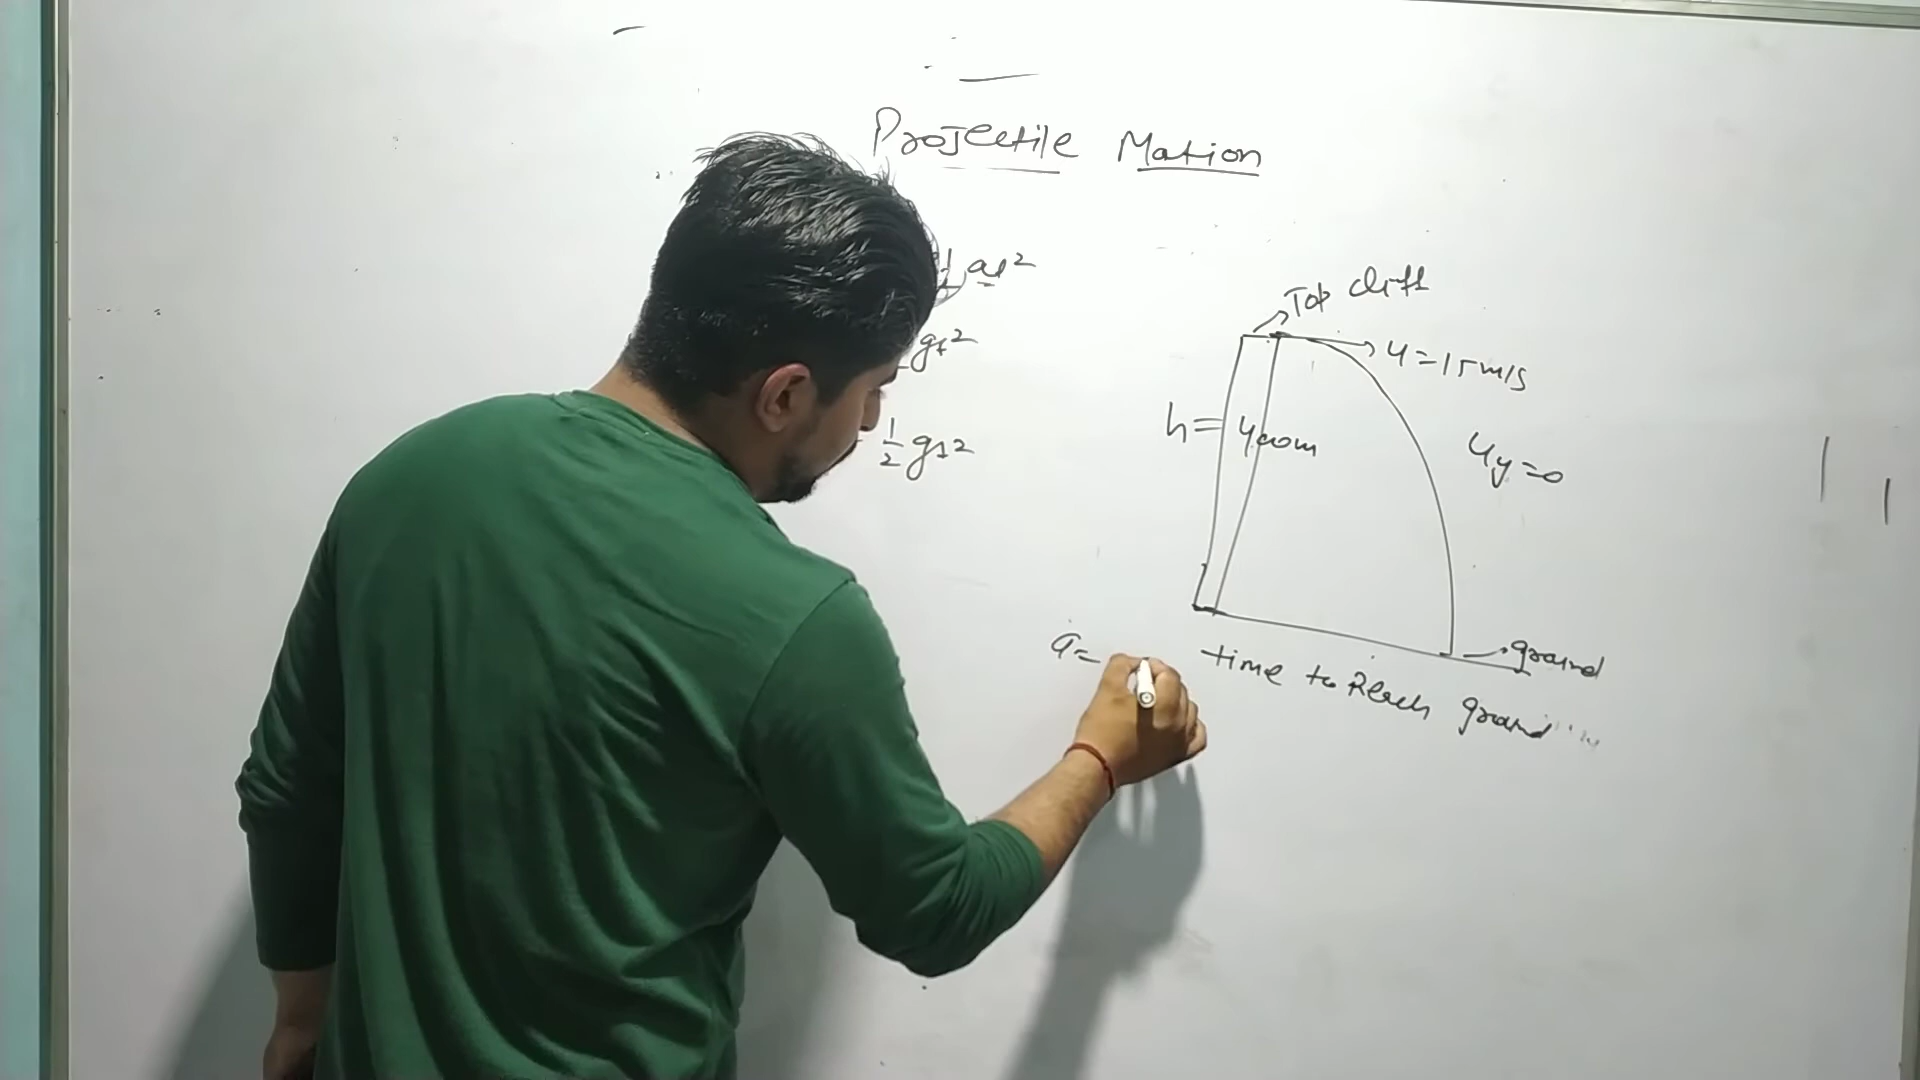 Projectile Motion
1/2 at²
gt²
1/2 gt²
Top cliff
u=15m/s
h= 400m
uy=0
ground
a=
time to Reach ground